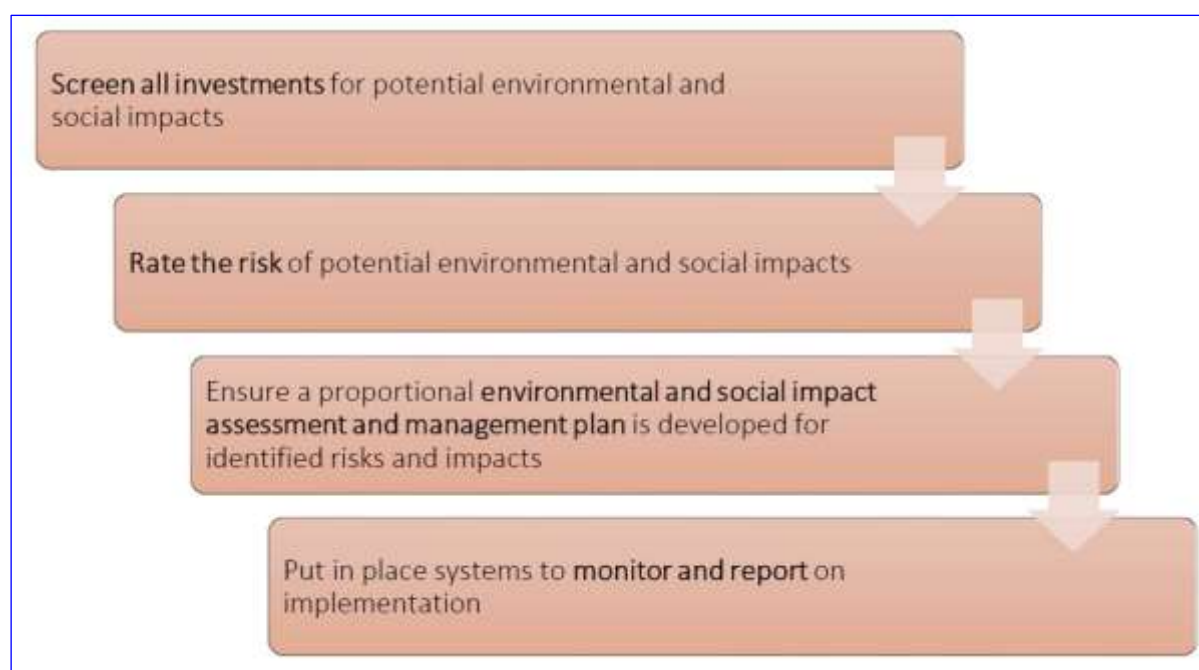 Screen all investments for potential environmental and
social impacts
Rate the risk of potential environmental and social impacts
Ensure a proportional environmental and social impact
assessment and management plan is developed for
identified risks and impacts
Put in place systems to monitor and report on
implementation